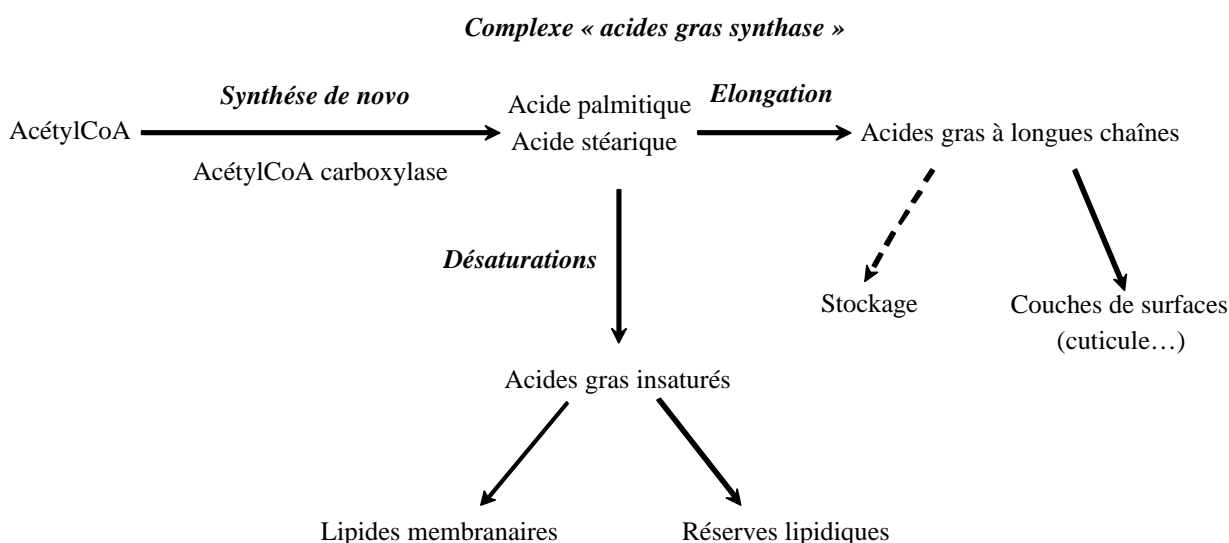 Complexe « acides gras synthase »
Synthése de novo
Elongation
AcétylCoA
Acide palmitique
Acide stéarique
Acides gras à longues chaînes
AcétylCoA carboxylase
Désaturations
Stockage
Couches de surfaces
(cuticule…)
Acides gras insaturés
Lipides membranaires
Réserves lipidiques